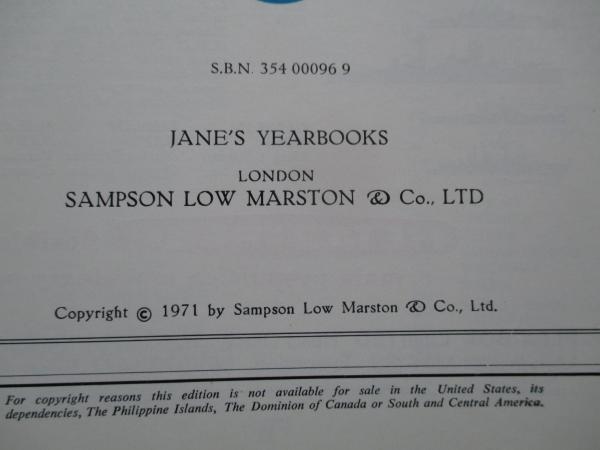 S.B.N. 354 00096 9
JANE'S YEARBOOKS
LONDON
SAMPSON LOW MARSTON & Co., LTD
Copyright © 1971 by Sampson Low Marston & Co., Ltd.
For copyright reasons this edition is not available for sale in the United States, its
dependencies, The Philippine Islands, The Dominion of Canada or South and Central America.